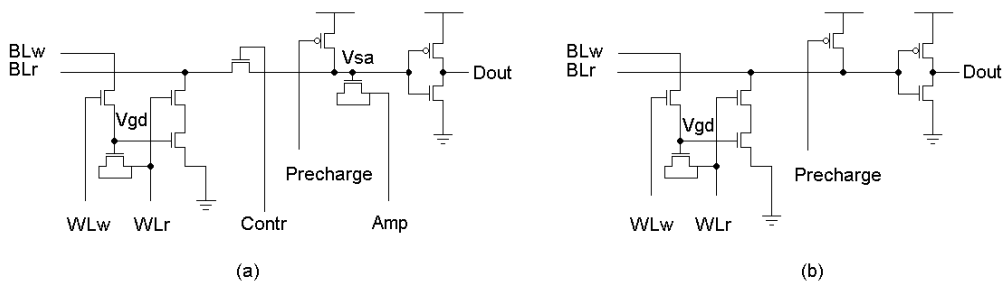 BLw
BLr
Vsa
Dout
Vgd
Precharge
WLw
WLr
Contr
Amp
(a)
BLw
BLr
Dout
Vgd
Precharge
WLw
WLr
(b)